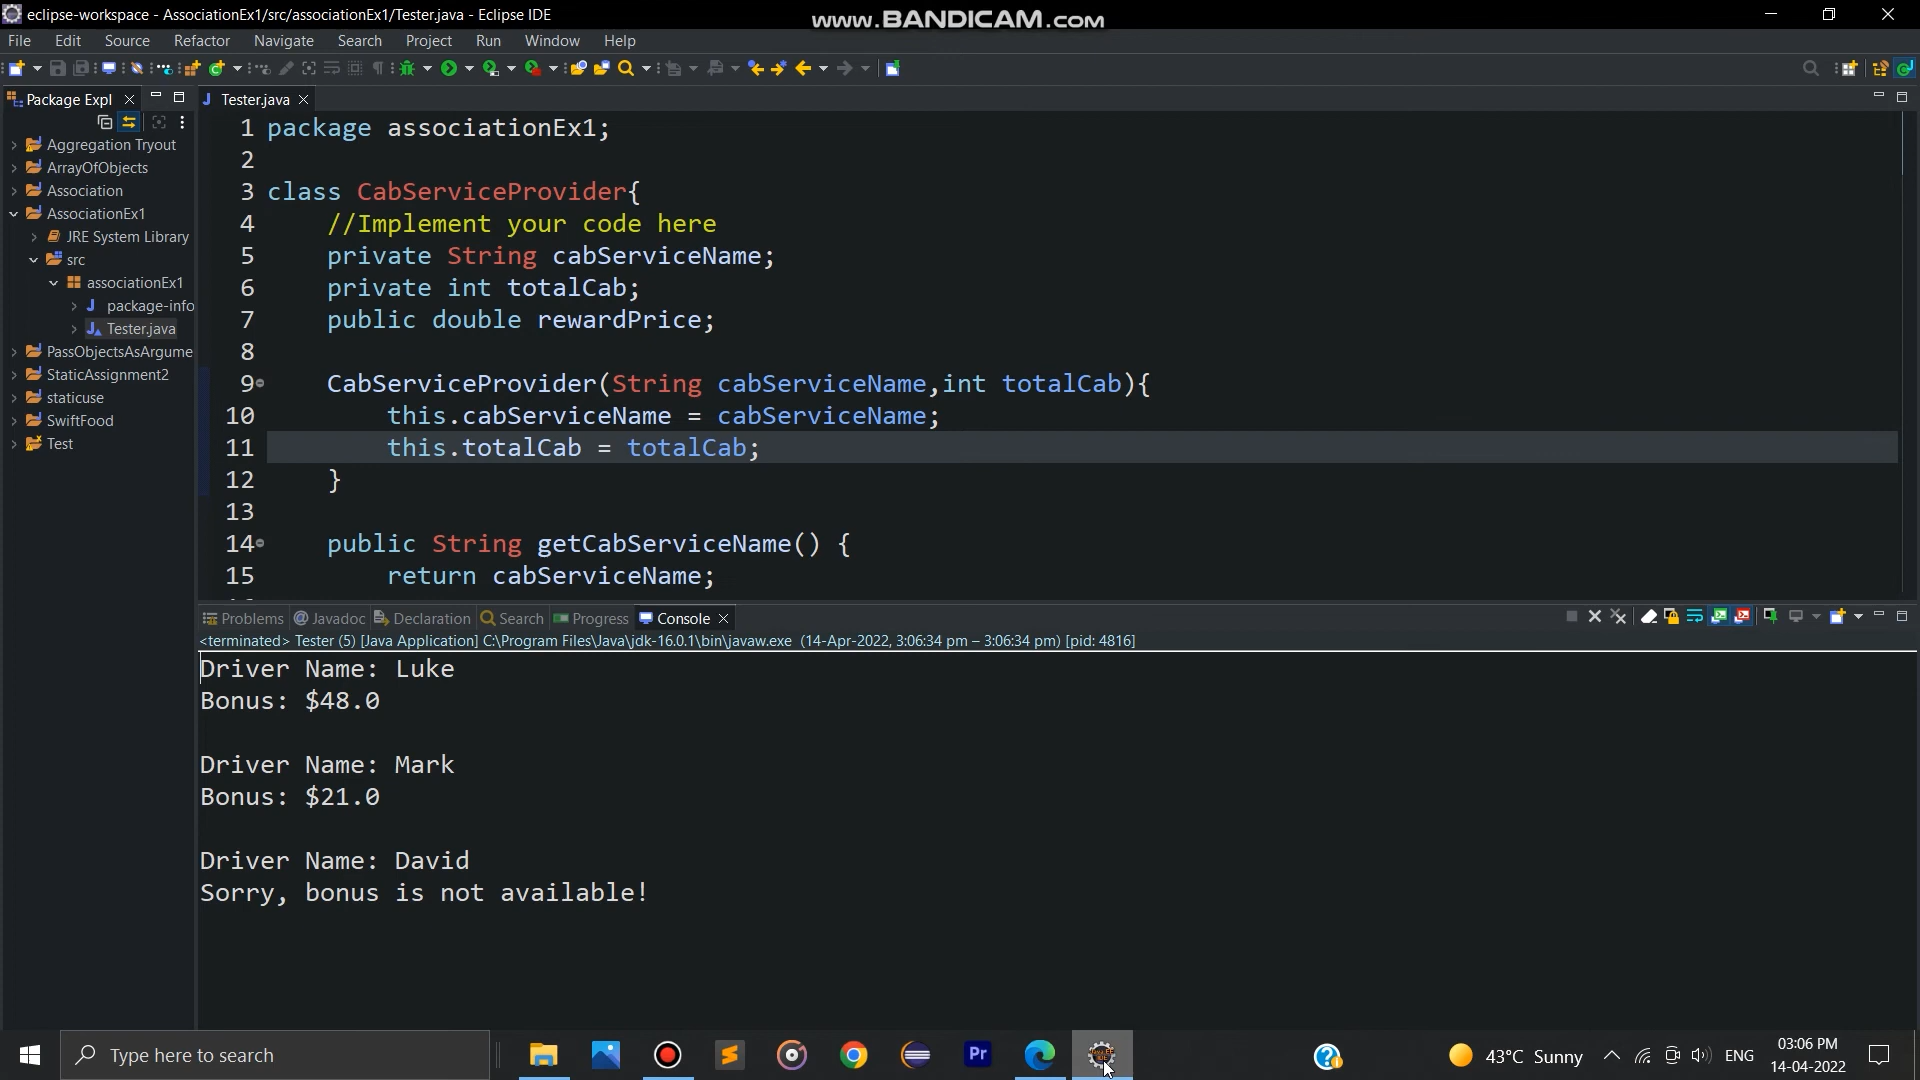 eclipse-workspace - AssociationEx1/src/associationEx1/Tester.java - Eclipse IDE
www.BANDICAM.com
File Edit Source Refactor Navigate Search Project Run Window Help
Package Expl
Tester.java
Aggregation Tryout
ArrayOfObjects
Association
AssociationEx1
JRE System Library
src
associationEx1
package-info
Tester.java
PassObjectsAsArgume
StaticAssignment2
staticuse
SwiftFood
Test
1 package associationEx1;
2
3 class CabServiceProvider{
4 //Implement your code here
5 private String cabServiceName;
6 private int totalCab;
7 public double rewardPrice;
8
9 CabServiceProvider(String cabServiceName,int totalCab){
10 this.cabServiceName = cabServiceName;
11 this.totalCab = totalCab;
12 }
13
14 public String getCabServiceName() {
15 return cabServiceName;
Problems @ Javadoc Declaration Search Progress Console
<terminated> Tester (5) [Java Application] C:\Program Files\Java\jdk-16.0.1\bin\javaw.exe (14-Apr-2022, 3:06:34 pm – 3:06:34 pm) [pid: 4816]
Driver Name: Luke
Bonus: $48.0
Driver Name: Mark
Bonus: $21.0
Driver Name: David
Sorry, bonus is not available!
Type here to search
Pr
43°C Sunny
ENG
03:06 PM
14-04-2022